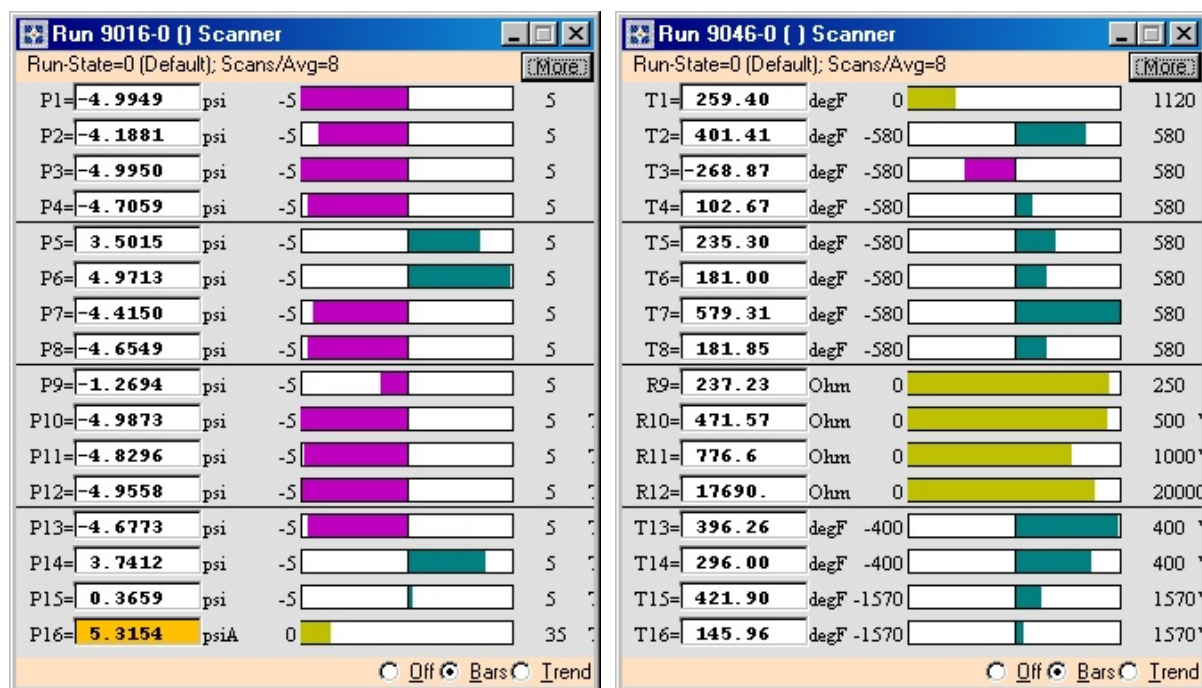 Run 9016-0 () Scanner
Run-State=0 (Default); Scans/Avg=8 More
P1= -4.9949 psi -5 5
P2= -4.1881 psi -5 5
P3= -4.9950 psi -5 5
P4= -4.7059 psi -5 5
P5= 3.5015 psi -5 5
P6= 4.9713 psi -5 5
P7= -4.4150 psi -5 5
P8= -4.6549 psi -5 5
P9= -1.2694 psi -5 5
P10= -4.9873 psi -5 5
P11= -4.8296 psi -5 5
P12= -4.9558 psi -5 5
P13= -4.6773 psi -5 5
P14= 3.7412 psi -5 5
P15= 0.3659 psi -5 5
P16= 5.3154 psiA 0 35
Off Bars Trend
Run 9046-0 ( ) Scanner
Run-State=0 (Default); Scans/Avg=8 More
T1= 259.40 degF 0 1120
T2= 401.41 degF -580 580
T3= -268.87 degF -580 580
T4= 102.67 degF -580 580
T5= 235.30 degF -580 580
T6= 181.00 degF -580 580
T7= 579.31 degF -580 580
T8= 181.85 degF -580 580
R9= 237.23 Ohm 0 250
R10= 471.57 Ohm 0 500
R11= 776.6 Ohm 0 1000
R12= 17690. Ohm 0 20000
T13= 396.26 degF -400 400
T14= 296.00 degF -400 400
T15= 421.90 degF -1570 1570
T16= 145.96 degF -1570 1570
Off Bars Trend